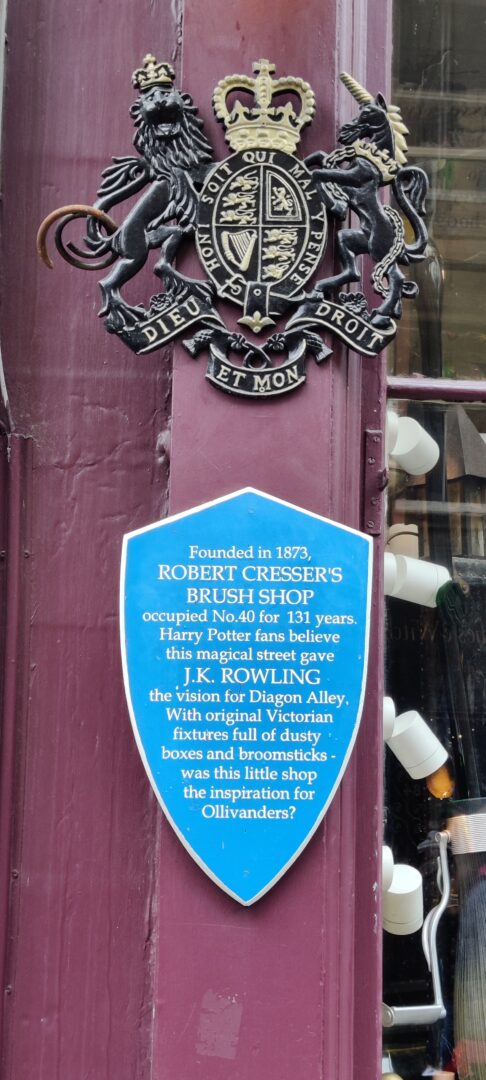 HONI SOIT QUI MAL Y PENSE
DIEU
ET MON
DROIT
Founded in 1873,
ROBERT CRESSER'S
BRUSH SHOP
occupied No.40 for 131 years.
Harry Potter fans believe
this magical street gave
J.K. ROWLING
the vision for Diagon Alley.
With original Victorian
fixtures full of dusty
boxes and broomsticks -
was this little shop
the inspiration for
Ollivanders?